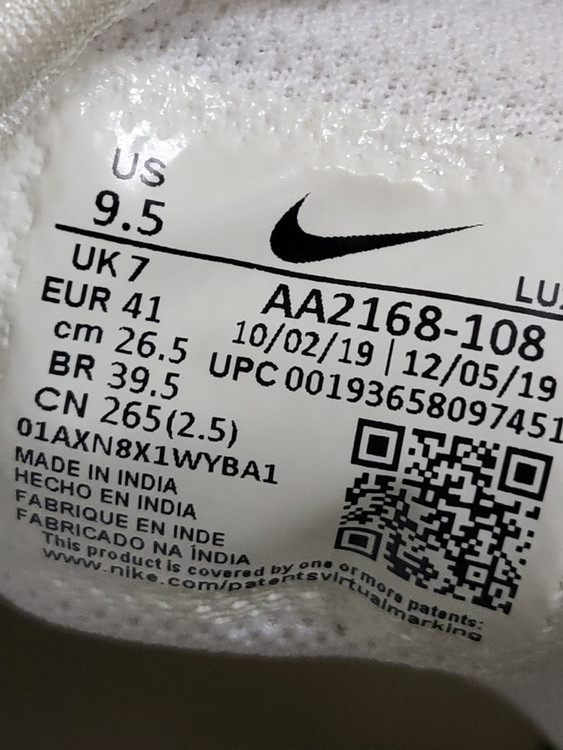 US
9.5
LU
UK 7
EUR 41
cm 26.5
BR 39.5
CN 265(2.5)
AA2168-108
10/02/19 | 12/05/19
UPC 00193658097451
01AXN8X1WYBA1
MADE IN INDIA
HECHO EN INDIA
FABRIQUE EN INDE
FABRICADO NA ÍNDIA
This product is covered by one or more patents:
www.nike.com/patentsvirtualmarking